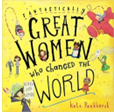 FANTASTICALLY
GREAT
WOMEN
WHO CHANGED THE
WORLD
Kate Pankhurst